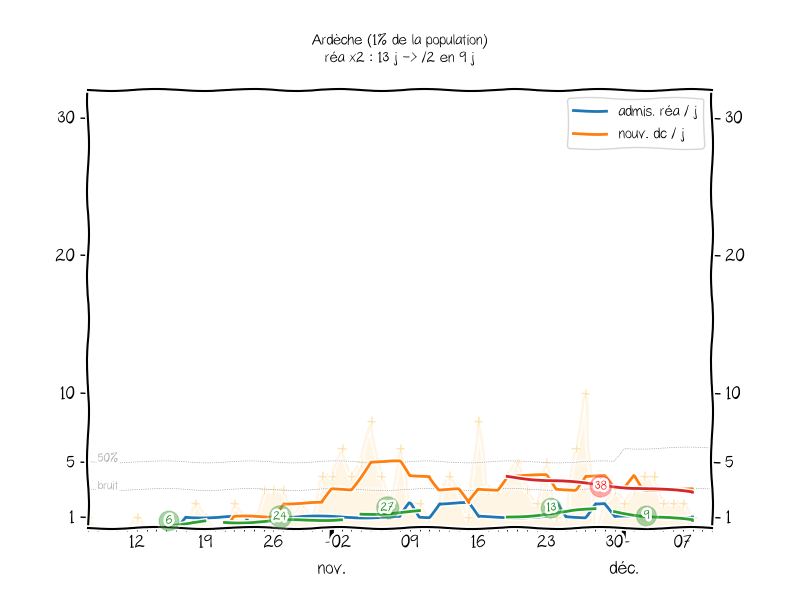 Ardèche (1% de la population)
réa x2 : 13 j -> /2 en 9 j
admis. réa / j
nouv. dc / j
30 30
20 20
10 10
50%
5 5
bruit
1 1
6 24 27 13 38 9
12 19 26 02 09 16 23 30 07
nov. déc.